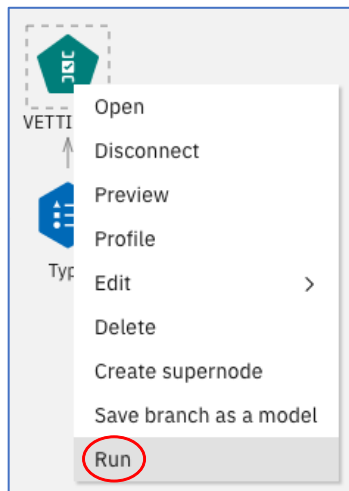 VETTI
Open
Disconnect
Preview
Profile
Typ
Edit
Delete
Create supernode
Save branch as a model
Run